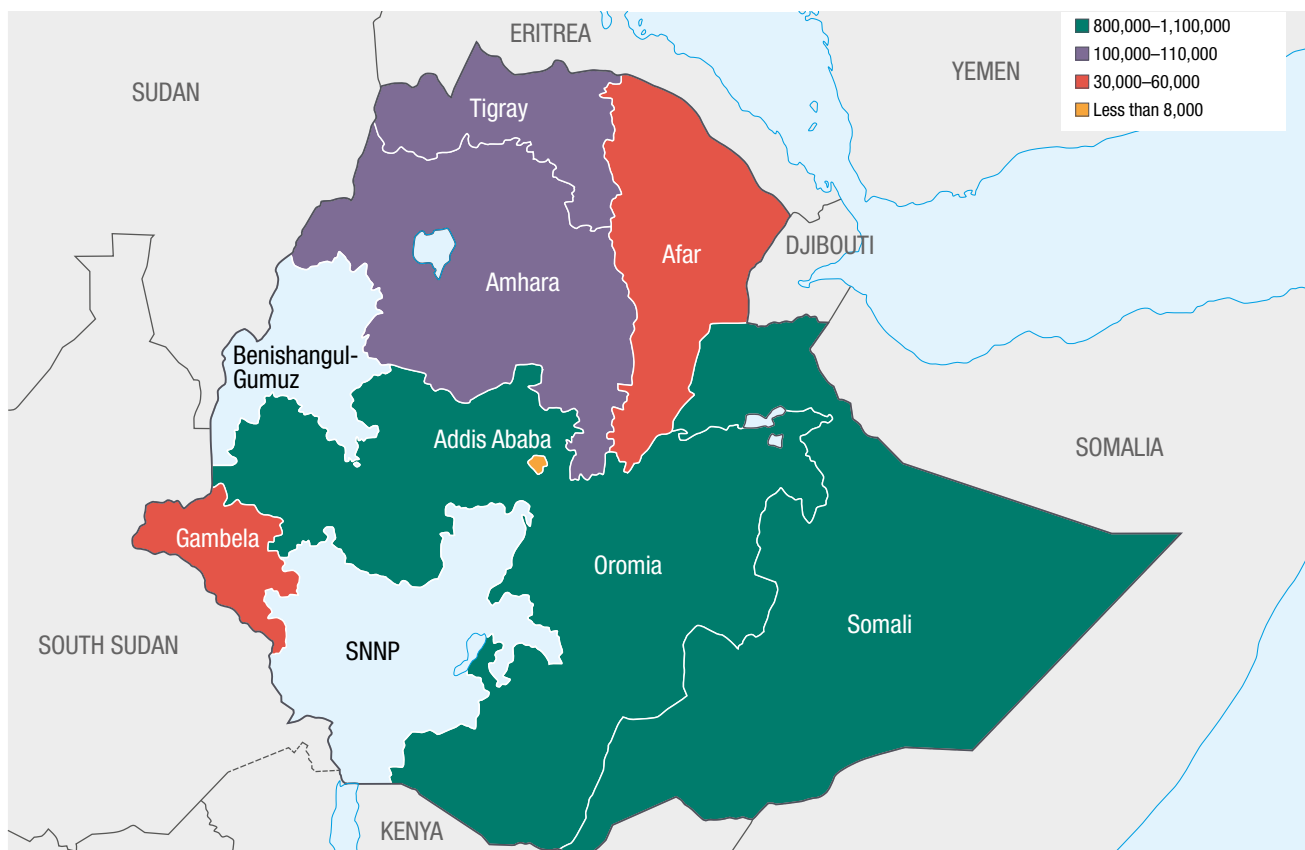 800,000–1,100,000
100,000–110,000
30,000–60,000
Less than 8,000
ERITREA
YEMEN
SUDAN
Tigray
DJIBOUTI
Afar
Amhara
Benishangul-
Gumuz
Addis Ababa
SOMALIA
Gambela
Oromia
Somali
SOUTH SUDAN
SNNP
KENYA